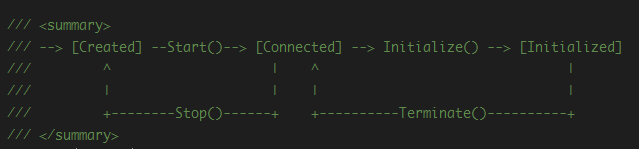 /// <summary>
/// --> [Created] --Start()--> [Connected] --> Initialize() --> [Initialized]
///         ^                    |    ^                               |
///         |                    |    |                               |
///         +--------Stop()------+    +----------Terminate()----------+
/// </summary>